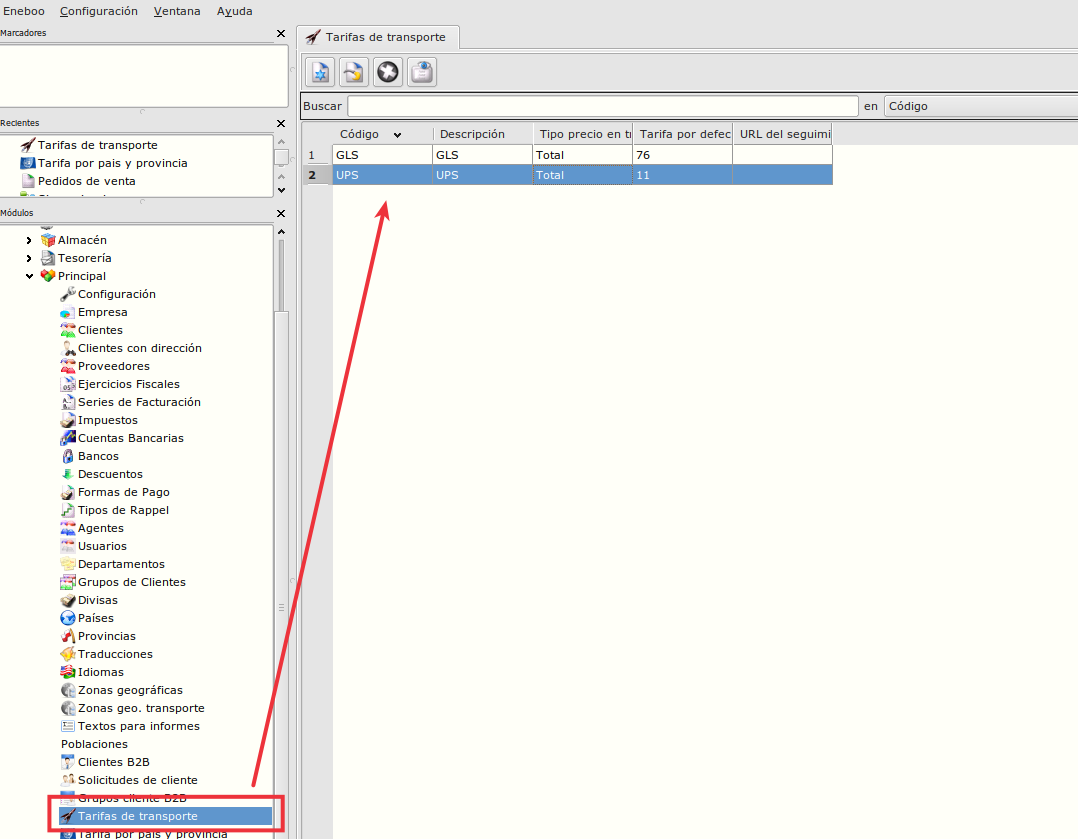 Eneboo Configuración Ventana Ayuda
Marcadores
Recientes
Tarifas de transporte
Tarifa por pais y provincia
Pedidos de venta
Módulos
Almacén
Tesorería
Principal
Configuración
Empresa
Clientes
Clientes con dirección
Proveedores
Ejercicios Fiscales
Series de Facturación
Impuestos
Cuentas Bancarias
Bancos
Descuentos
Formas de Pago
Tipos de Rappel
Agentes
Usuarios
Departamentos
Grupos de Clientes
Divisas
Países
Provincias
Traducciones
Idiomas
Zonas geográficas
Zonas geo. transporte
Textos para informes
Poblaciones
Clientes B2B
Solicitudes de cliente
Grupos cliente B2B
Tarifas de transporte
Tarifa por pais y provincia
Tarifas de transporte
Buscar en Código
Código Descripción Tipo precio en tr Tarifa por defec URL del seguimi
1 GLS GLS Total 76
2 UPS UPS Total 11